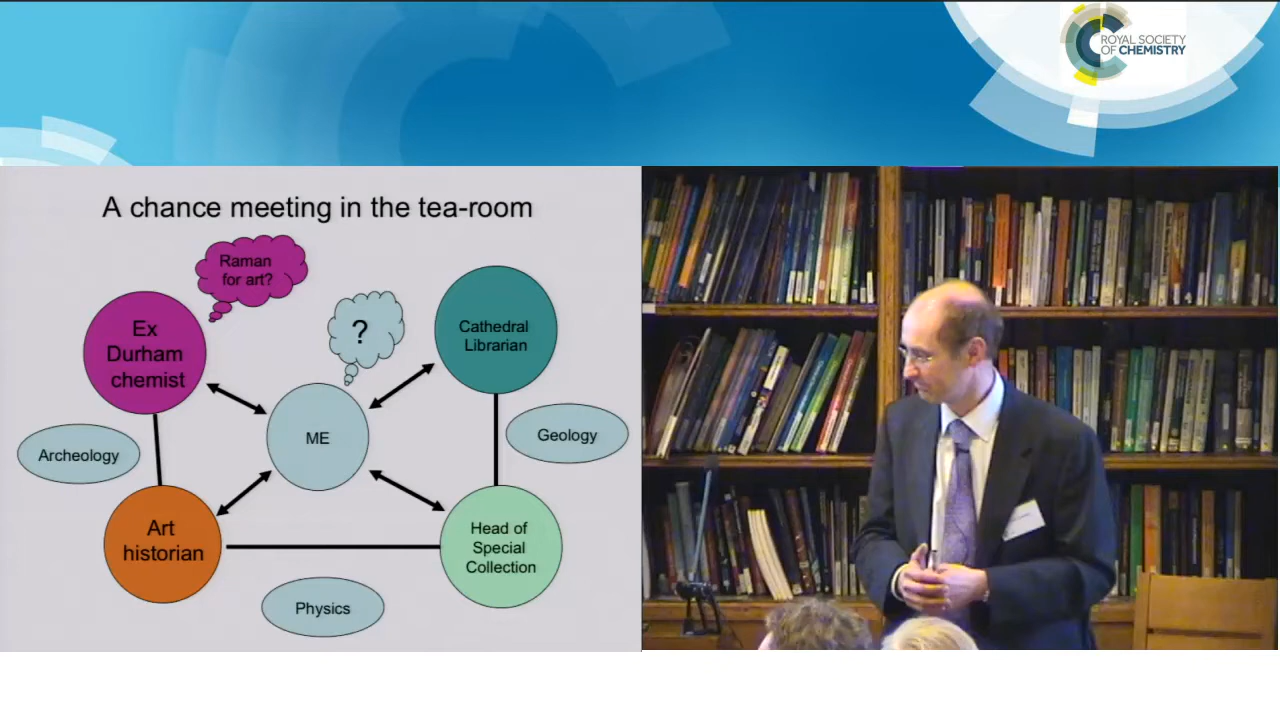 ROYAL SOCIETY
OF CHEMISTRY
A chance meeting in the tea-room
Raman
for art?
?
Ex
Durham
chemist
Cathedral
Librarian
ME
Archeology
Geology
Art
historian
Head of
Special
Collection
Physics